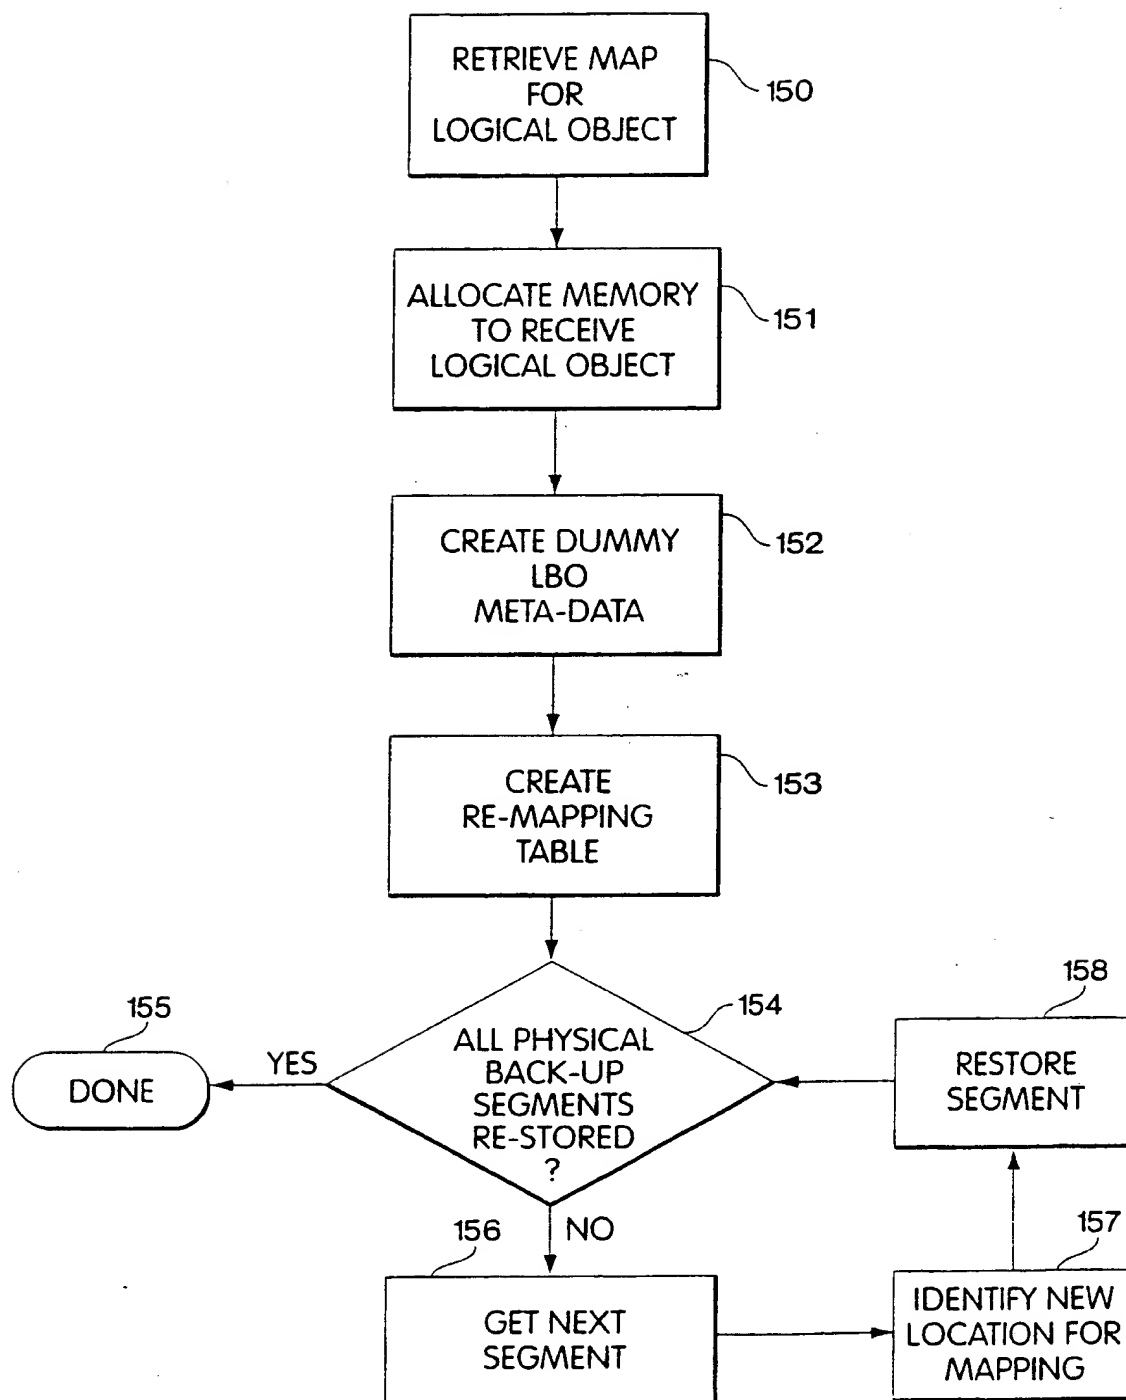 RETRIEVE MAP
FOR
LOGICAL OBJECT
150
ALLOCATE MEMORY
TO RECEIVE
LOGICAL OBJECT
151
CREATE DUMMY
LBO
META-DATA
152
CREATE
RE-MAPPING
TABLE
153
154
ALL PHYSICAL
BACK-UP
SEGMENTS
RE-STORED
?
YES
155
DONE
NO
156
GET NEXT
SEGMENT
157
IDENTIFY NEW
LOCATION FOR
MAPPING
158
RESTORE
SEGMENT